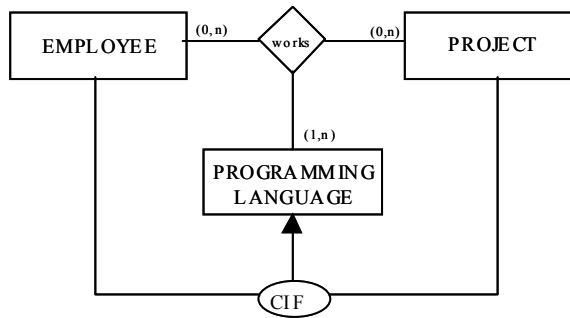 EMPLOYEE
(0,n)
works
(0,n)
PROJECT
(1,n)
PROGRAMMING
LANGUAGE
CIF